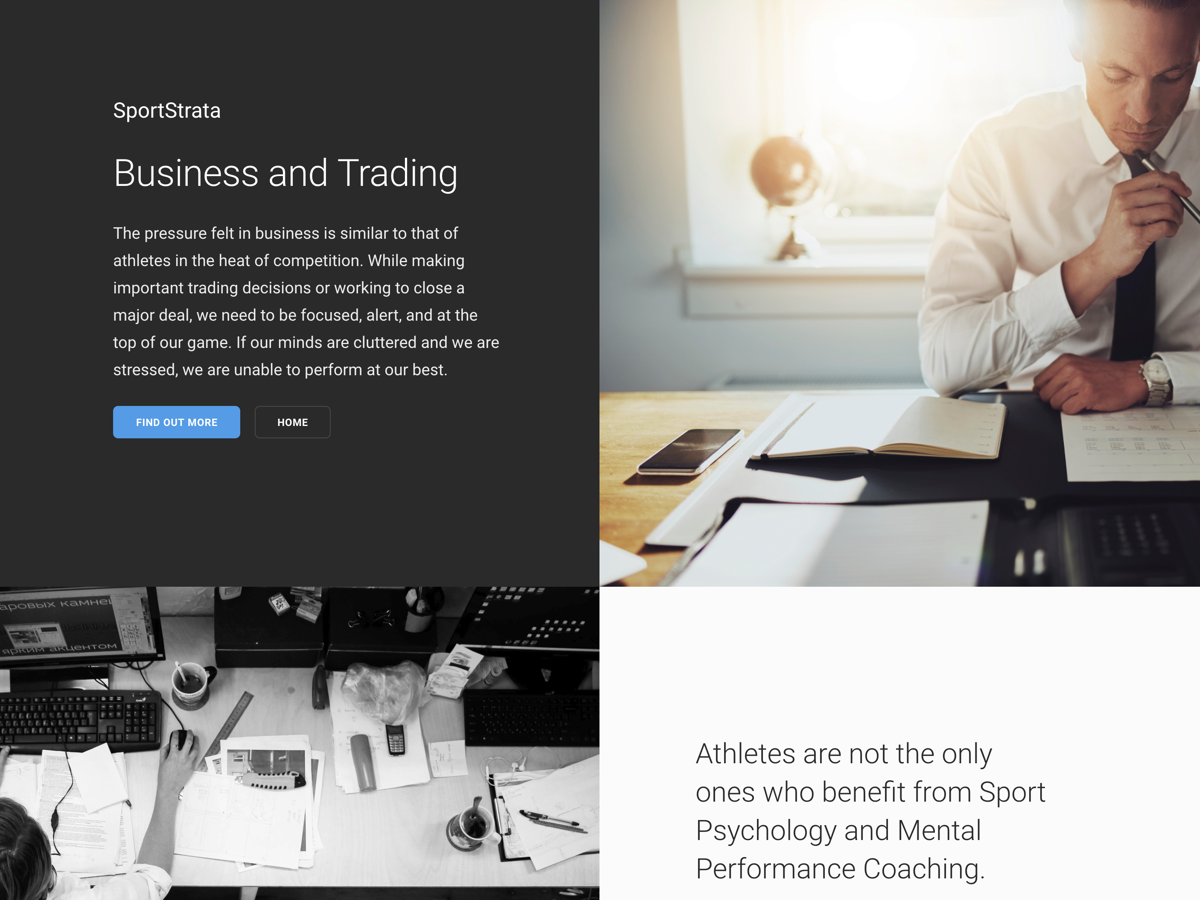 SportStrata
Business and Trading
The pressure felt in business is similar to that of
athletes in the heat of competition. While making
important trading decisions or working to close a
major deal, we need to be focused, alert, and at the
top of our game. If our minds are cluttered and we are
stressed, we are unable to perform at our best.
FIND OUT MORE
HOME
аровых камней
ярким акцентом
Athletes are not the only
ones who benefit from Sport
Psychology and Mental
Performance Coaching.